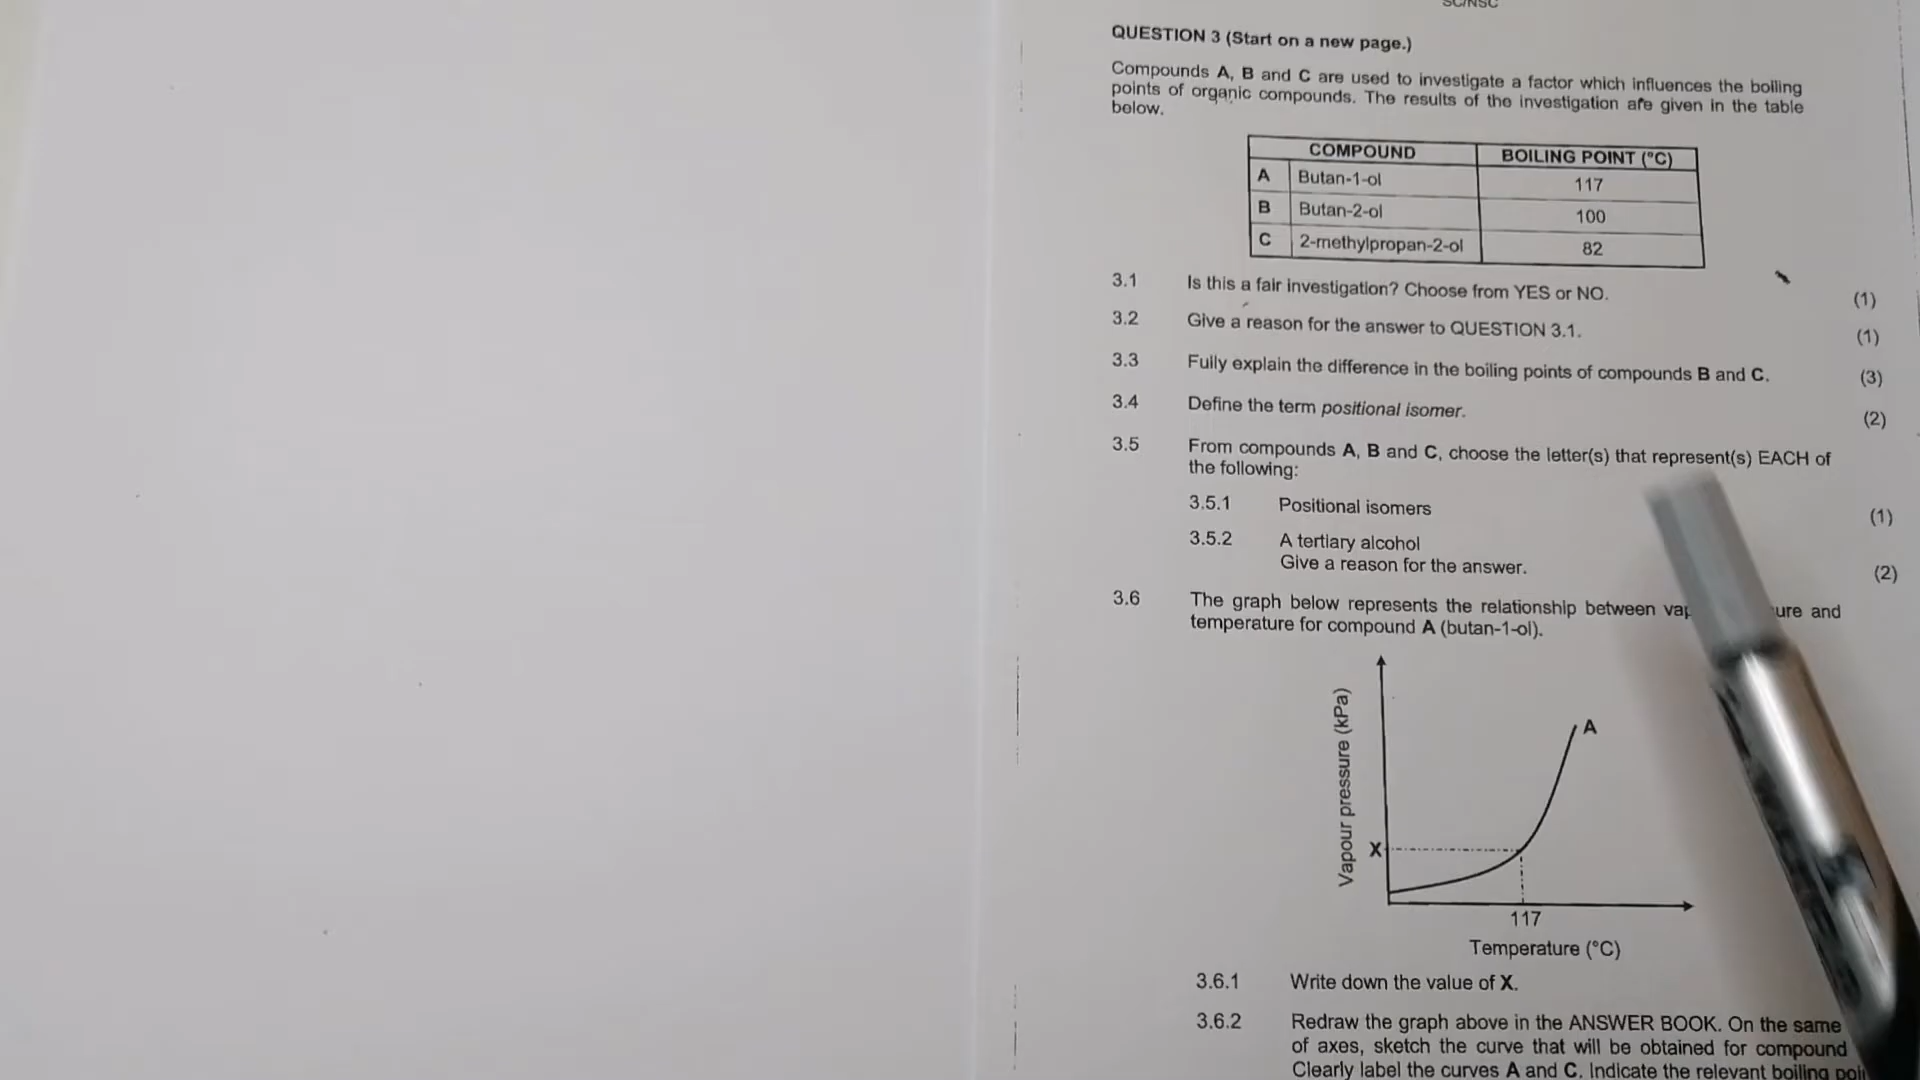 SC/NSC
QUESTION 3 (Start on a new page.)
Compounds A, B and C are used to investigate a factor which influences the boiling
points of organic compounds. The results of the investigation are given in the table
below.
COMPOUND BOILING POINT (°C)
A Butan-1-ol 117
B Butan-2-ol 100
C 2-methylpropan-2-ol 82
3.1 Is this a fair investigation? Choose from YES or NO. (1)
3.2 Give a reason for the answer to QUESTION 3.1. (1)
3.3 Fully explain the difference in the boiling points of compounds B and C. (3)
3.4 Define the term positional isomer. (2)
3.5 From compounds A, B and C, choose the letter(s) that represent(s) EACH of
the following:
3.5.1 Positional isomers (1)
3.5.2 A tertiary alcohol
Give a reason for the answer. (2)
3.6 The graph below represents the relationship between and
temperature for compound A (butan-1-ol).
Vapour pressure (kPa)
A
X
117
Temperature (°C)
3.6.1 Write down the value of X.
3.6.2 Redraw the graph above in the ANSWER BOOK. On the same
of axes, sketch the curve that will be obtained for compound
Clearly label the curves A and C. Indicate the relevant boiling